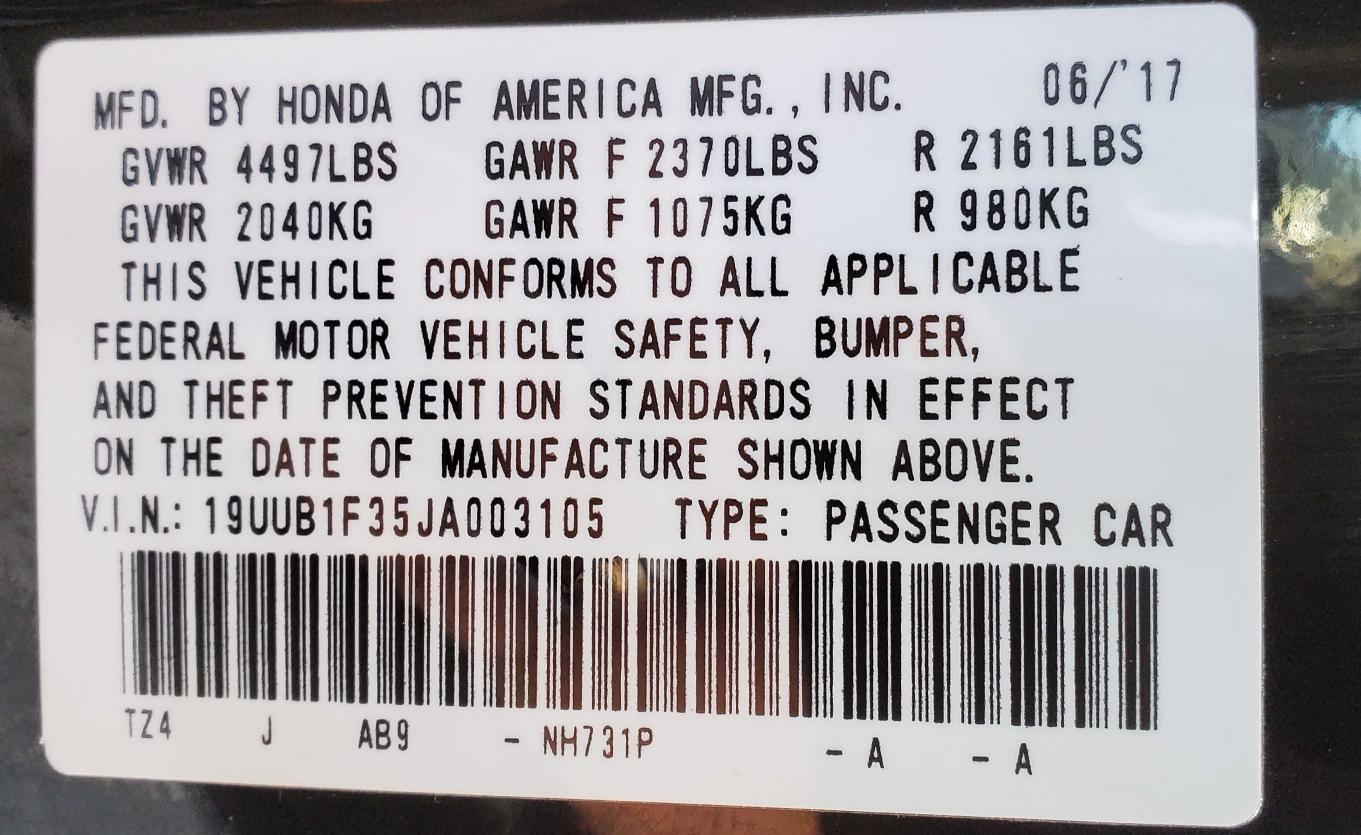 MFD. BY HONDA OF AMERICA MFG., INC. 06/'17
GVWR 4497LBS GAWR F 2370LBS R 2161LBS
GVWR 2040KG GAWR F 1075KG R 980KG
THIS VEHICLE CONFORMS TO ALL APPLICABLE
FEDERAL MOTOR VEHICLE SAFETY, BUMPER,
AND THEFT PREVENTION STANDARDS IN EFFECT
ON THE DATE OF MANUFACTURE SHOWN ABOVE.
V.I.N.: 19UUB1F35JA003105 TYPE: PASSENGER CAR
TZ4 J AB9 - NH731P - A - A